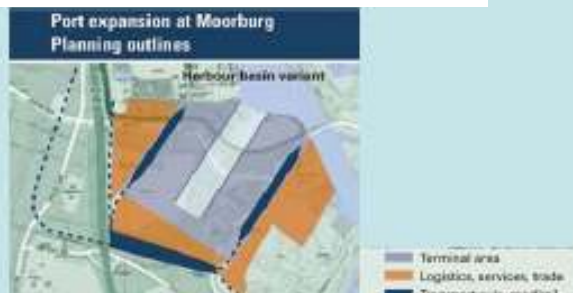 Port expansion at Moorburg
Planning outlines
Harbour basin variant
Terminal area
Logistics, services, trade